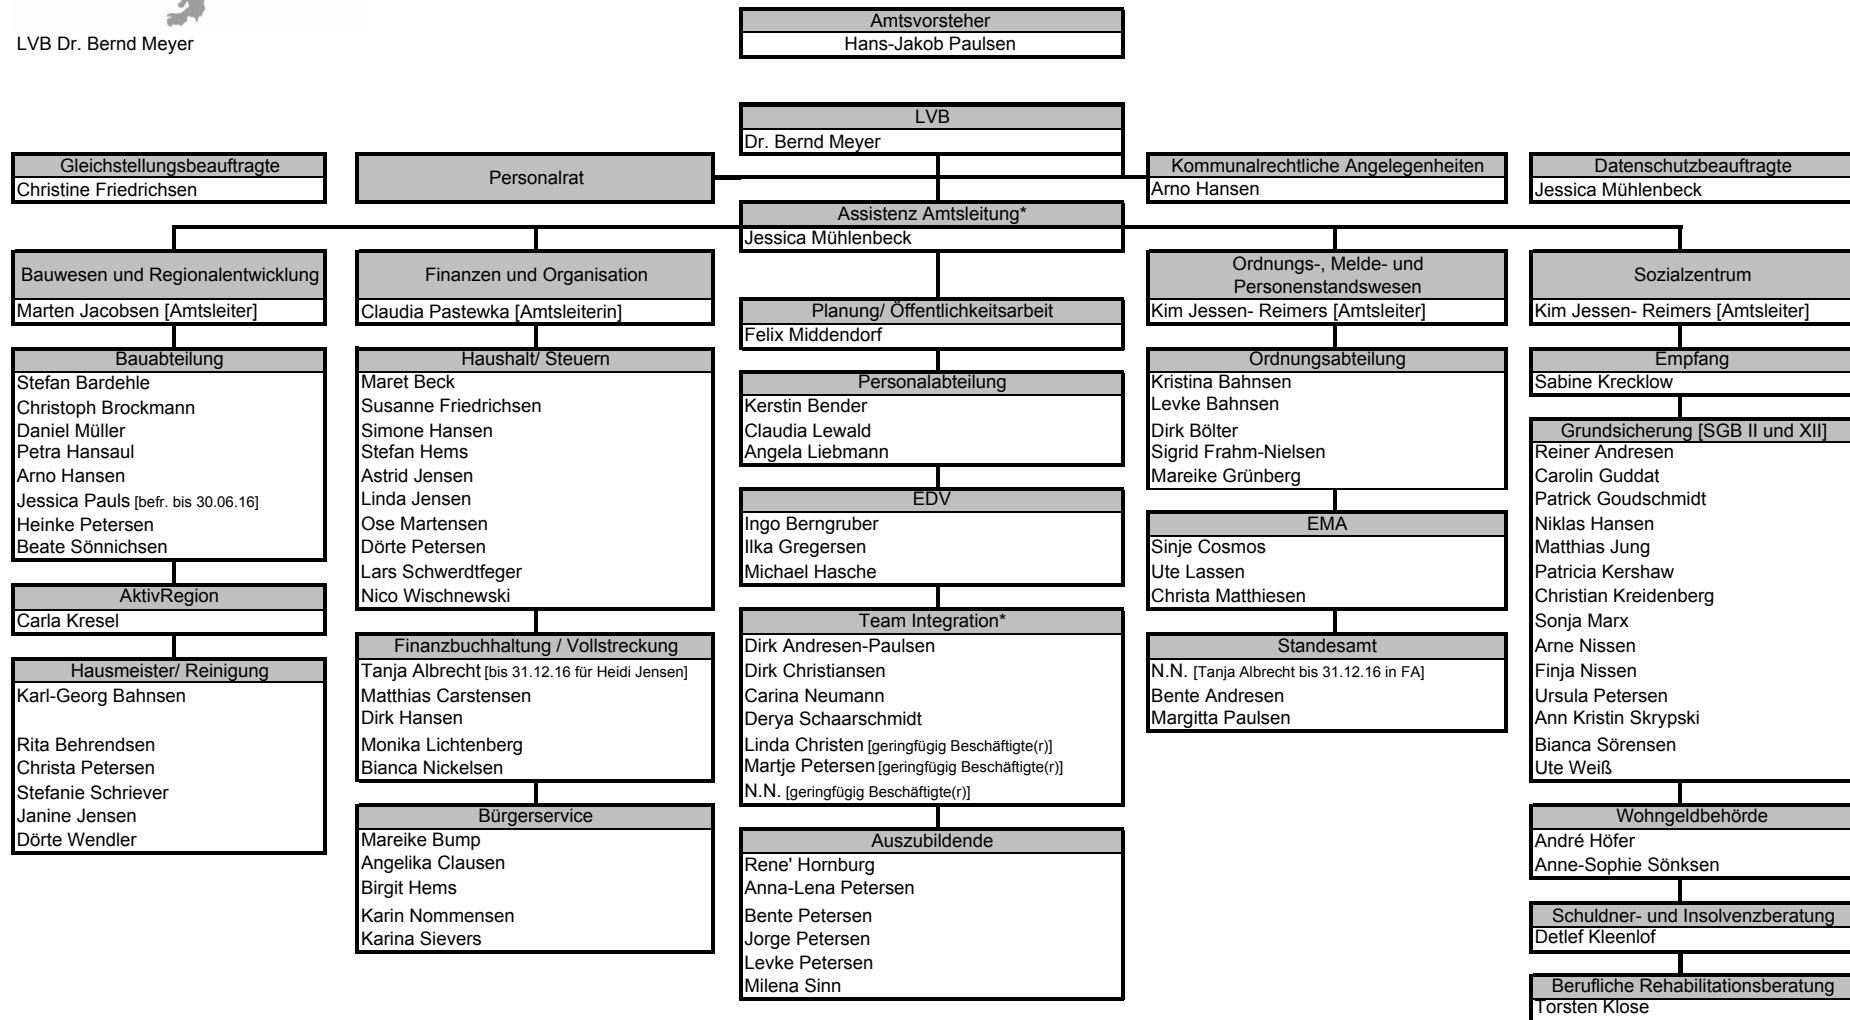 LVB Dr. Bernd Meyer
Amtsvorsteher
Hans-Jakob Paulsen
LVB
Dr. Bernd Meyer
Gleichstellungsbeauftragte
Christine Friedrichsen
Personalrat
Kommunalrechtliche Angelegenheiten
Arno Hansen
Datenschutzbeauftragte
Jessica Mühlenbeck
Assistenz Amtsleitung*
Jessica Mühlenbeck
Bauwesen und Regionalentwicklung
Marten Jacobsen [Amtsleiter]
Bauabteilung
Stefan Bardehle
Christoph Brockmann
Daniel Müller
Petra Hansaul
Arno Hansen
Jessica Pauls [befr. bis 30.06.16]
Heinke Petersen
Beate Sönnichsen
AktivRegion
Carla Kresel
Hausmeister/ Reinigung
Karl-Georg Bahnsen
Rita Behrendsen
Christa Petersen
Stefanie Schriever
Janine Jensen
Dörte Wendler
Finanzen und Organisation
Claudia Pastewka [Amtsleiterin]
Haushalt/ Steuern
Maret Beck
Susanne Friedrichsen
Simone Hansen
Stefan Hems
Astrid Jensen
Linda Jensen
Ose Martensen
Dörte Petersen
Lars Schwerdtfeger
Nico Wischnewski
Finanzbuchhaltung / Vollstreckung
Tanja Albrecht [bis 31.12.16 für Heidi Jensen]
Matthias Carstensen
Dirk Hansen
Monika Lichtenberg
Bianca Nickelsen
Bürgerservice
Mareike Bump
Angelika Clausen
Birgit Hems
Karin Nommensen
Karina Sievers
Planung/ Öffentlichkeitsarbeit
Felix Middendorf
Personalabteilung
Kerstin Bender
Claudia Lewald
Angela Liebmann
EDV
Ingo Berngruber
Ilka Gregersen
Michael Hasche
Team Integration*
Dirk Andresen-Paulsen
Dirk Christiansen
Carina Neumann
Derya Schaarschmidt
Linda Christen [geringfügig Beschäftigte(r)]
Martje Petersen [geringfügig Beschäftigte(r)]
N.N. [geringfügig Beschäftigte(r)]
Auszubildende
Rene' Hornburg
Anna-Lena Petersen
Bente Petersen
Jorge Petersen
Levke Petersen
Milena Sinn
Ordnungs-, Melde- und
Personenstandswesen
Kim Jessen- Reimers [Amtsleiter]
Ordnungsabteilung
Kristina Bahnsen
Levke Bahnsen
Dirk Bölter
Sigrid Frahm-Nielsen
Mareike Grünberg
EMA
Sinje Cosmos
Ute Lassen
Christa Matthiesen
Standesamt
N.N. [Tanja Albrecht bis 31.12.16 in FA]
Bente Andresen
Margitta Paulsen
Sozialzentrum
Kim Jessen- Reimers [Amtsleiter]
Empfang
Sabine Krecklow
Grundsicherung [SGB II und XII]
Reiner Andresen
Carolin Guddat
Patrick Goudschmidt
Niklas Hansen
Matthias Jung
Patricia Kershaw
Christian Kreidenberg
Sonja Marx
Arne Nissen
Finja Nissen
Ursula Petersen
Ann Kristin Skrypski
Bianca Sörensen
Ute Weiß
Wohngeldbehörde
André Höfer
Anne-Sophie Sönksen
Schuldner- und Insolvenzberatung
Detlef Kleenlof
Berufliche Rehabilitationsberatung
Torsten Klose